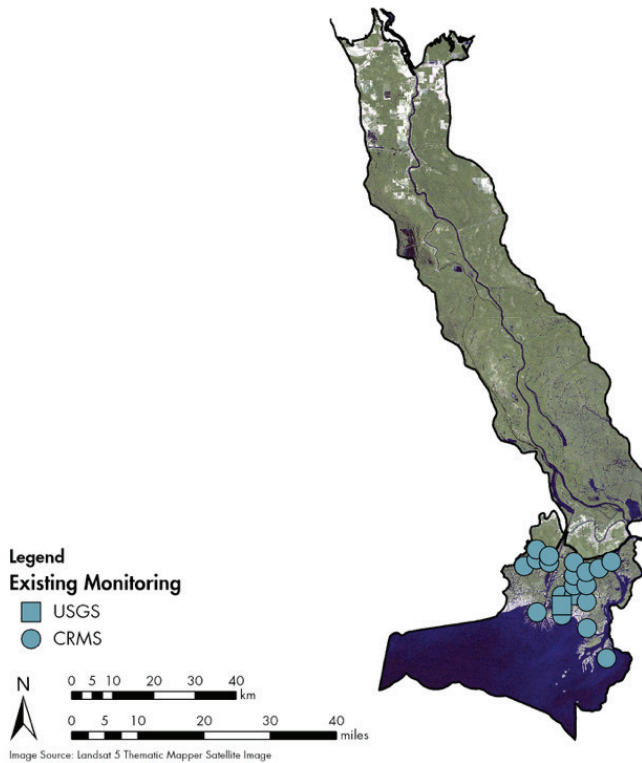 Legend
Existing Monitoring
USGS
CRMS
N
0 5 10 20 30 40
km
0 5 10 20 30 40
miles
Image Source: Landsat 5 Thematic Mapper Satellite Image